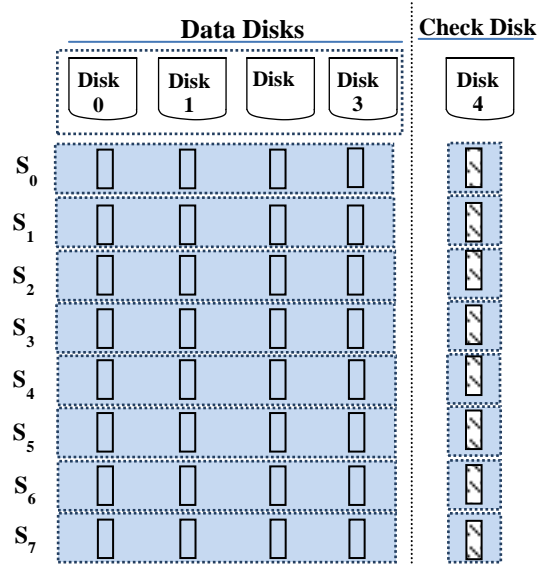 Data Disks
Check Disk
Disk 0
Disk 1
Disk
Disk 3
Disk 4
S0
S1
S2
S3
S4
S5
S6
S7